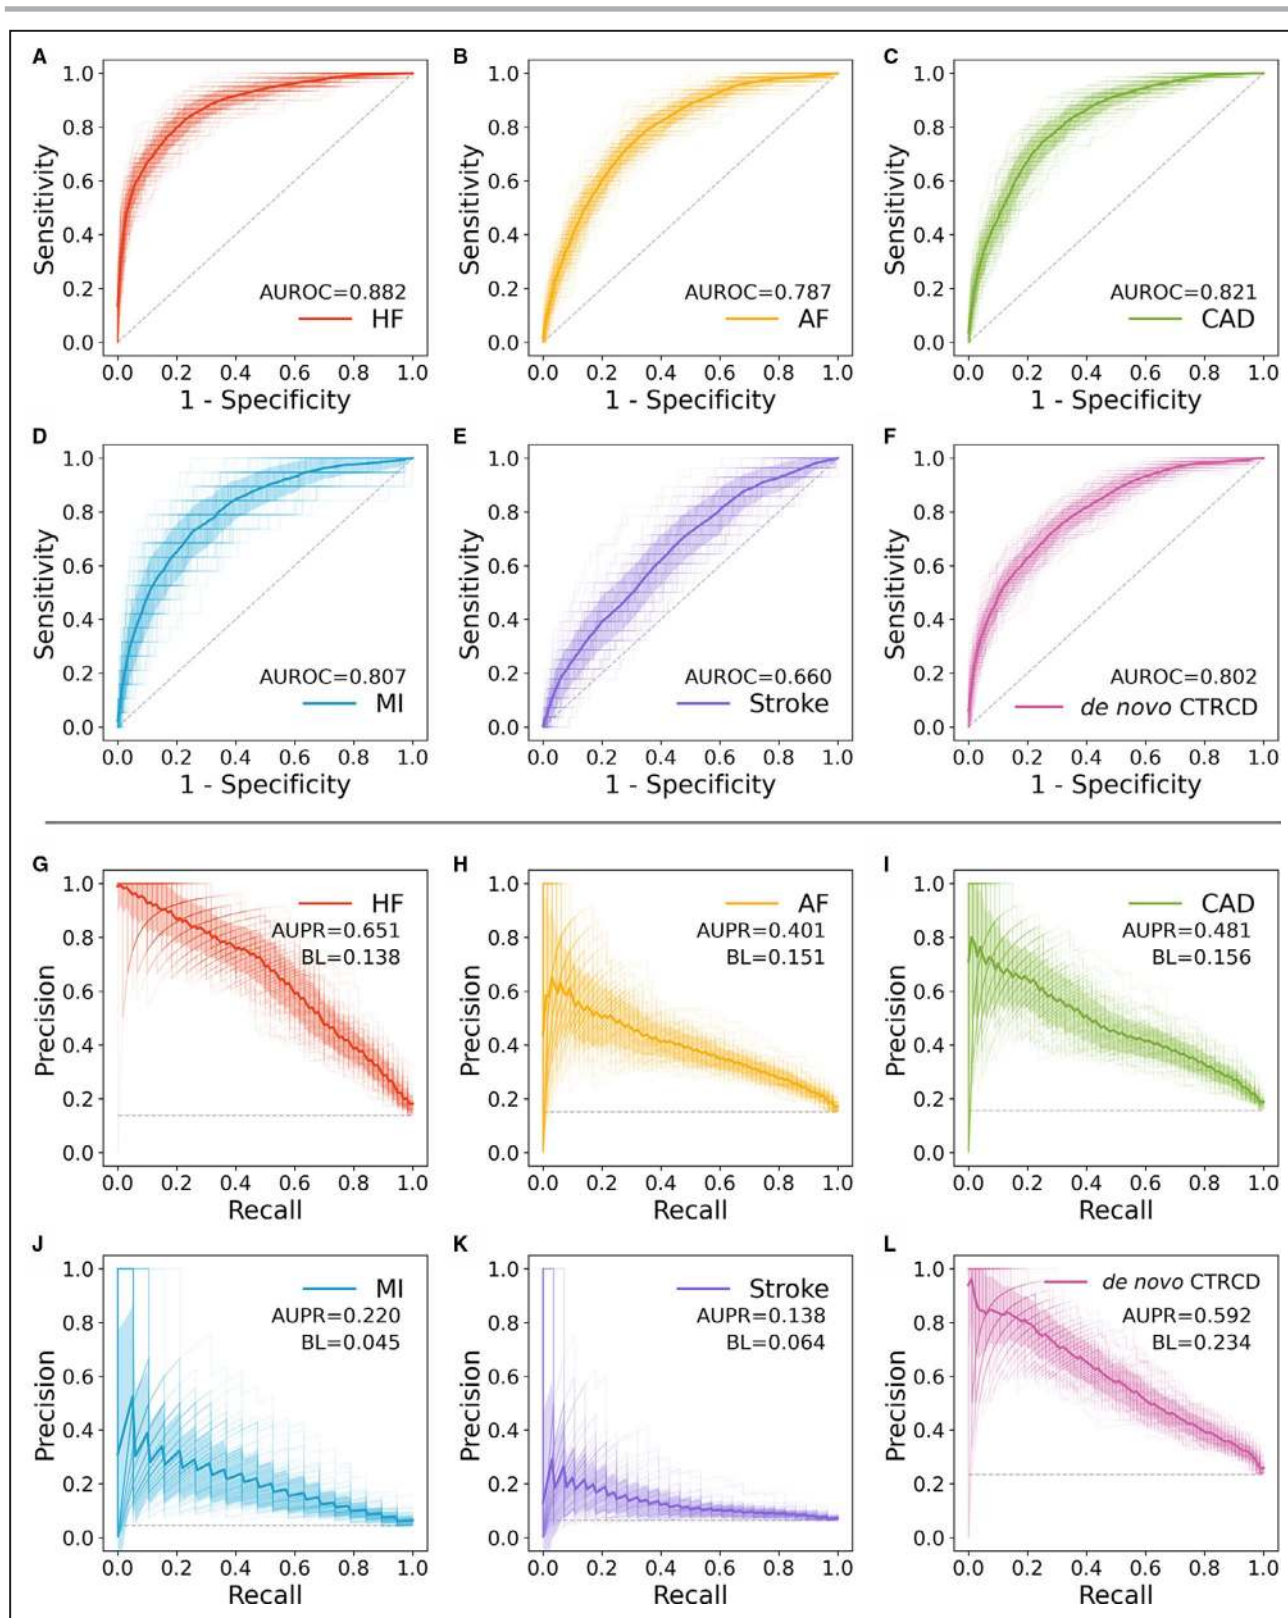 A
1.0
0.8
0.6
0.4
0.2
0.0
Sensitivity
AUROC=0.882
HF
0.0 0.2 0.4 0.6 0.8 1.0
1 - Specificity
B
1.0
0.8
0.6
0.4
0.2
0.0
Sensitivity
AUROC=0.787
AF
0.0 0.2 0.4 0.6 0.8 1.0
1 - Specificity
C
1.0
0.8
0.6
0.4
0.2
0.0
Sensitivity
AUROC=0.821
CAD
0.0 0.2 0.4 0.6 0.8 1.0
1 - Specificity
D
1.0
0.8
0.6
0.4
0.2
0.0
Sensitivity
AUROC=0.807
MI
0.0 0.2 0.4 0.6 0.8 1.0
1 - Specificity
E
1.0
0.8
0.6
0.4
0.2
0.0
Sensitivity
AUROC=0.660
Stroke
0.0 0.2 0.4 0.6 0.8 1.0
1 - Specificity
F
1.0
0.8
0.6
0.4
0.2
0.0
Sensitivity
AUROC=0.802
de novo CTRCD
0.0 0.2 0.4 0.6 0.8 1.0
1 - Specificity
G
1.0
0.8
0.6
0.4
0.2
0.0
Precision
HF
AUPR=0.651
BL=0.138
0.0 0.2 0.4 0.6 0.8 1.0
Recall
H
1.0
0.8
0.6
0.4
0.2
0.0
Precision
AF
AUPR=0.401
BL=0.151
0.0 0.2 0.4 0.6 0.8 1.0
Recall
I
1.0
0.8
0.6
0.4
0.2
0.0
Precision
CAD
AUPR=0.481
BL=0.156
0.0 0.2 0.4 0.6 0.8 1.0
Recall
J
1.0
0.8
0.6
0.4
0.2
0.0
Precision
MI
AUPR=0.220
BL=0.045
0.0 0.2 0.4 0.6 0.8 1.0
Recall
K
1.0
0.8
0.6
0.4
0.2
0.0
Precision
Stroke
AUPR=0.138
BL=0.064
0.0 0.2 0.4 0.6 0.8 1.0
Recall
L
1.0
0.8
0.6
0.4
0.2
0.0
Precision
de novo CTRCD
AUPR=0.592
BL=0.234
0.0 0.2 0.4 0.6 0.8 1.0
Recall